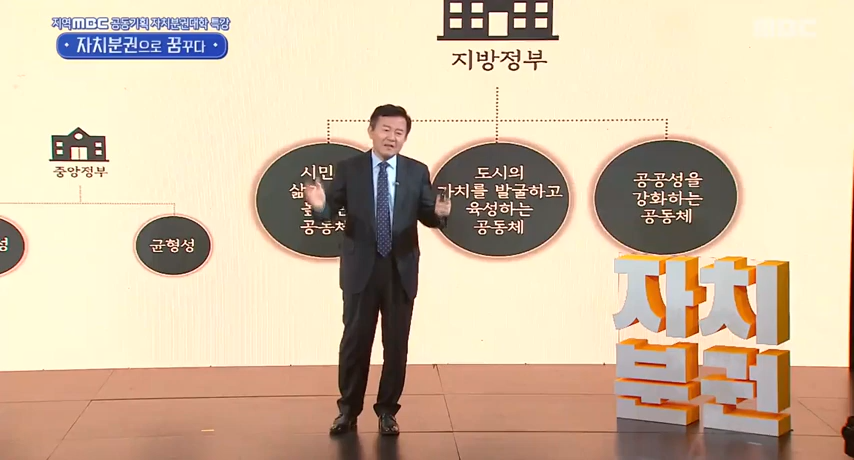 지역MBC 공동기획 자치분권대화 특강
자치분권으로 꿈꾸다
MBC
지방정부
중앙정부
시민
공동체
도시의
가치를 발굴하고
육성하는
공동체
공공성을
강화하는
공동체
성
균형성
자치
분권